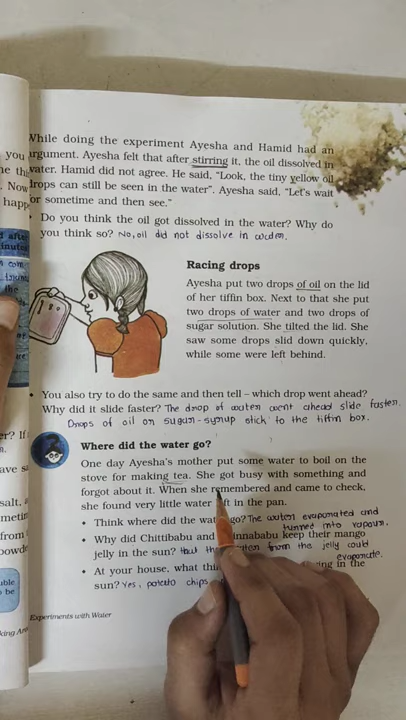 While doing the experiment Ayesha and Hamid had an
argument. Ayesha felt that after stirring it, the oil dissolved in
water. Hamid did not agree. He said, "Look, the tiny yellow oil
drops can still be seen in the water". Ayesha said, "Let's wait
for sometime and then see."
• Do you think the oil got dissolved in the water? Why do
you think so? No, oil did not dissolve in water.
Racing drops
Ayesha put two drops of oil on the lid
of her tiffin box. Next to that she put
two drops of water and two drops of
sugar solution. She tilted the lid. She
saw some drops slid down quickly,
while some were left behind.
• You also try to do the same and then tell – which drop went ahead?
Why did it slide faster? The drop of water went ahead slide faster.
Drops of oil on sugar-syrup stick to the tiffin box.
Where did the water go?
One day Ayesha's mother put some water to boil on the
stove for making tea. She got busy with something and
forgot about it. When she remembered and came to check,
she found very little water left in the pan.
• Think where did the water go? The water evaporated and
turned into vapour.
• Why did Chittibabu and Chinnababu keep their mango
jelly in the sun? from the jelly could
evaporate.
• At your house, what in the
sun? Yes, potato chips
Experiments with Water